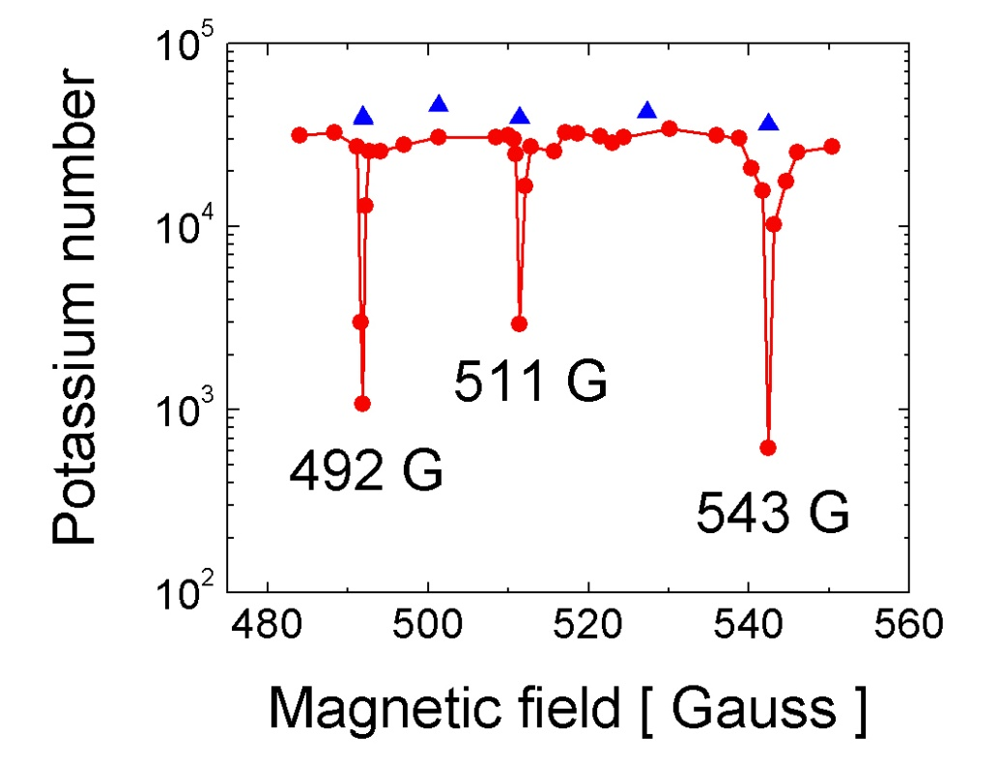 10^5
10^4
10^3
10^2
Potassium number
492 G
511 G
543 G
480 500 520 540 560
Magnetic field [ Gauss ]